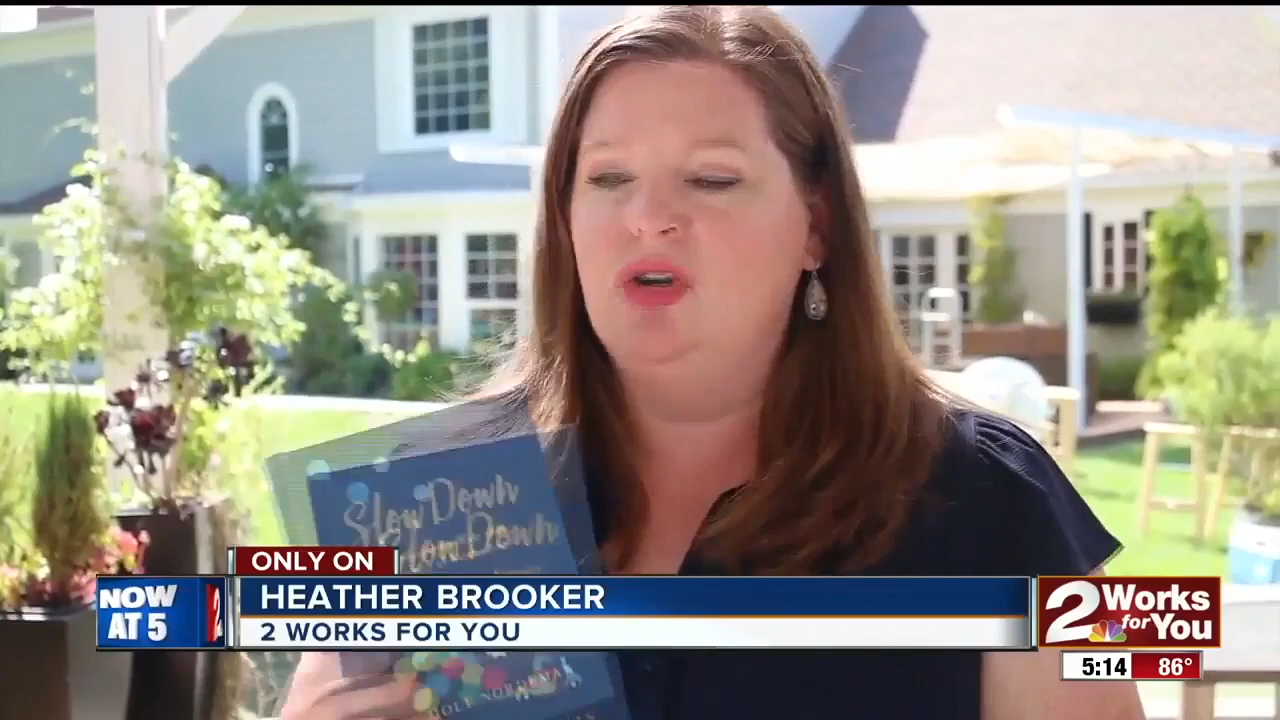 Slow Down
Slow Down
ONLY ON
NOW
AT 5
2
HEATHER BROOKER
2 WORKS FOR YOU
2 Works
for You
5:14 86°